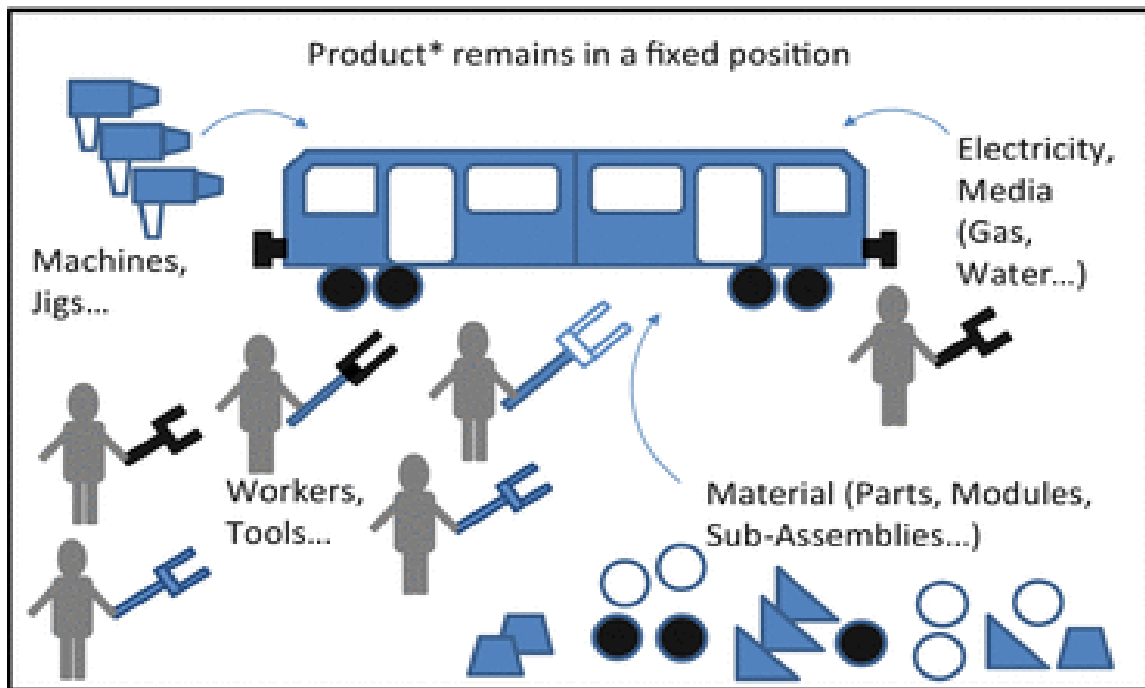 Product* remains in a fixed position
Machines,
Jigs...
Electricity,
Media
(Gas,
Water...)
Workers,
Tools...
Material (Parts, Modules,
Sub-Assemblies...)